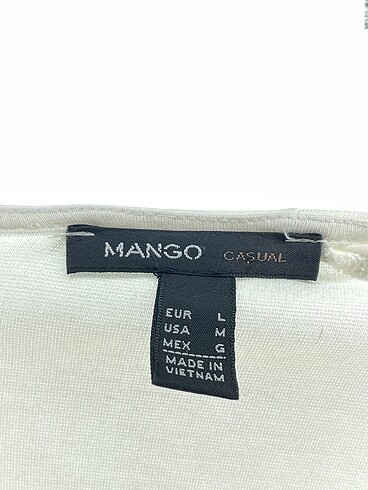 MANGO CASUAL
EUR L
USA M
MEX G
MADE IN
VIETNAM